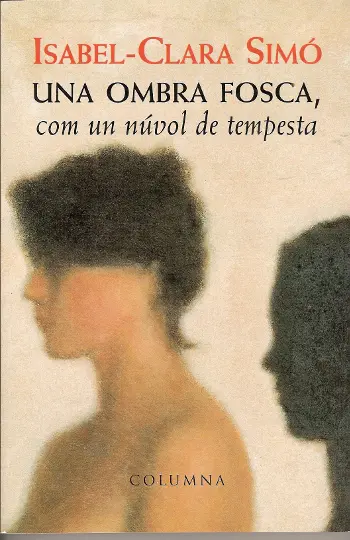 ISABEL-CLARA SIMÓ
UNA OMBRA FOSCA,
com un núvol de tempesta
COLUMNA